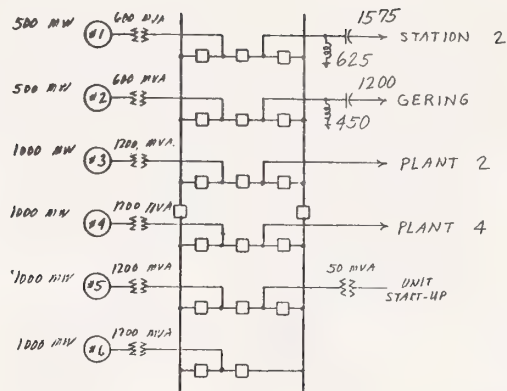 500 MW #1 600 MVA 1575 STATION 2
625
500 MW #2 600 MVA 1200 GERING
450
1000 MW #3 1200 MVA. PLANT 2
1000 MW #4 1200 MVA PLANT 4
1000 MW #5 1200 MVA 50 MVA UNIT
START-UP
1000 MW #6 1200 MVA